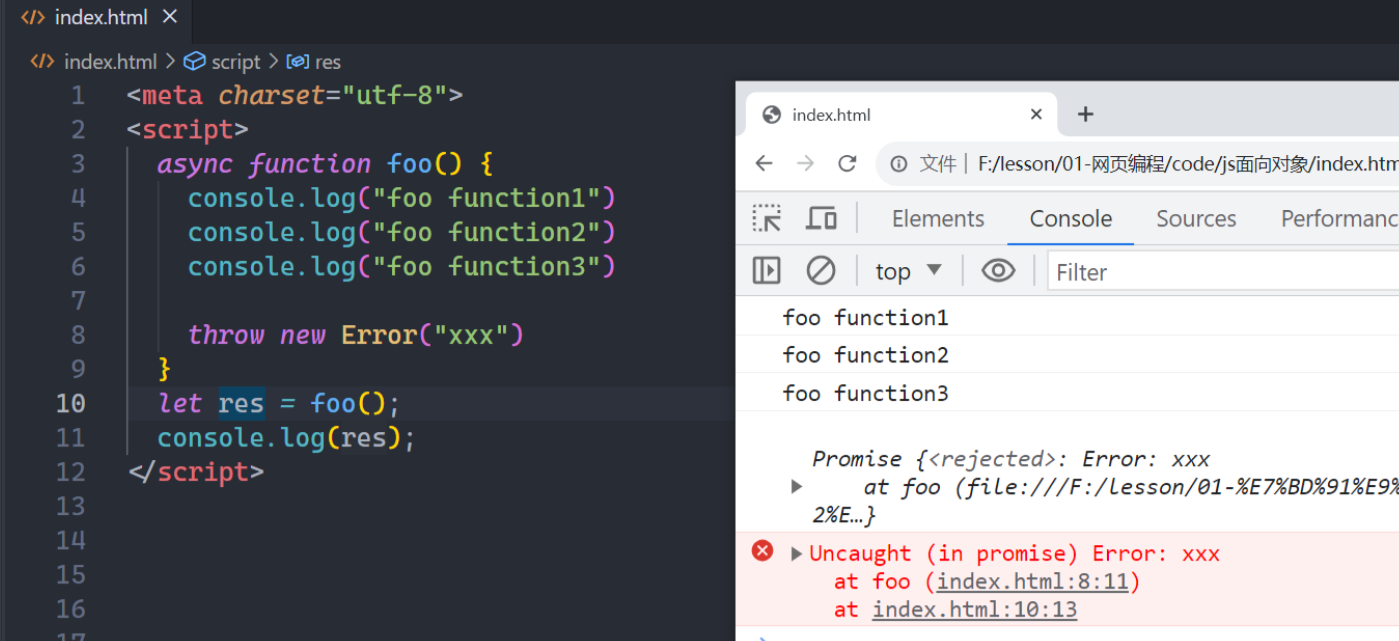 index.html
index.html > script > res
1 <meta charset="utf-8">
2 <script>
3 async function foo() {
4 console.log("foo function1")
5 console.log("foo function2")
6 console.log("foo function3")
7
8 throw new Error("xxx")
9 }
10 let res = foo();
11 console.log(res);
12 </script>
13
14
15
16
17
index.html
文件 | F:/lesson/01-网页编程/code/js面向对象/index.htm
Elements Console Sources Performanc
top Filter
foo function1
foo function2
foo function3
Promise {<rejected>: Error: xxx
at foo (file:///F:/lesson/01-%E7%BD%91%E9%
2%E…}
Uncaught (in promise) Error: xxx
at foo (index.html:8:11)
at index.html:10:13